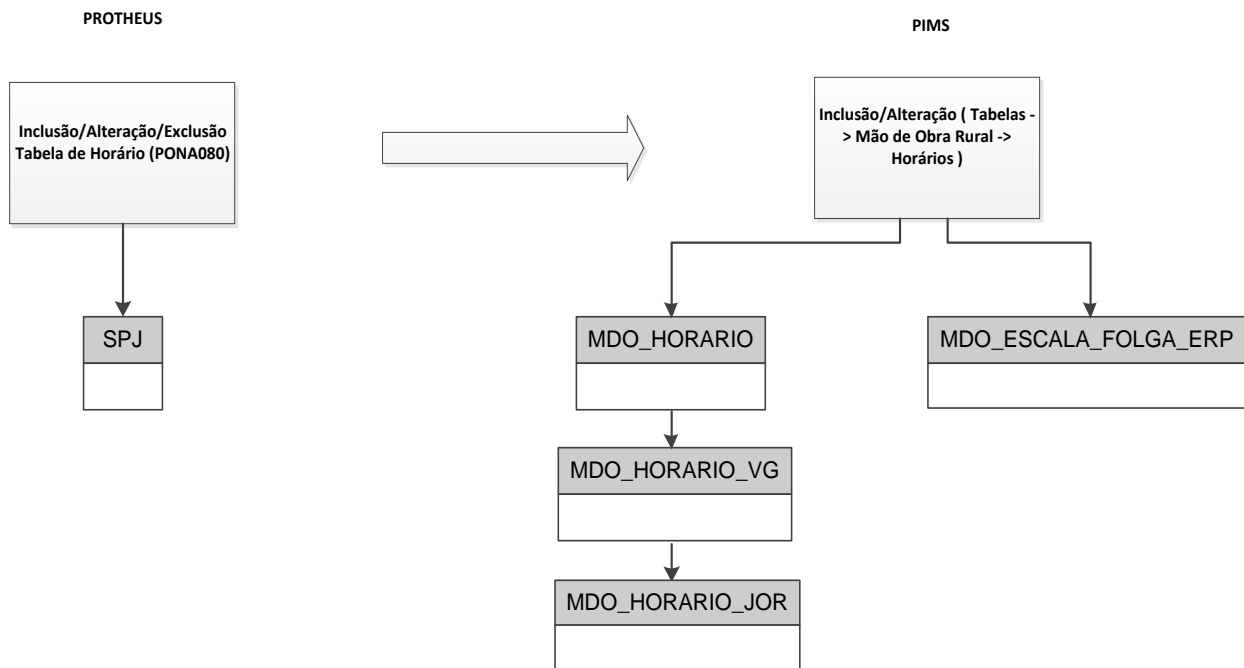 PROTHEUS
PIMS
Inclusão/Alteração/Exclusão
Tabela de Horário (PONA080)
Inclusão/Alteração ( Tabelas -
> Mão de Obra Rural ->
Horários )
SPJ
MDO_HORARIO
MDO_ESCALA_FOLGA_ERP
MDO_HORARIO_VG
MDO_HORARIO_JOR